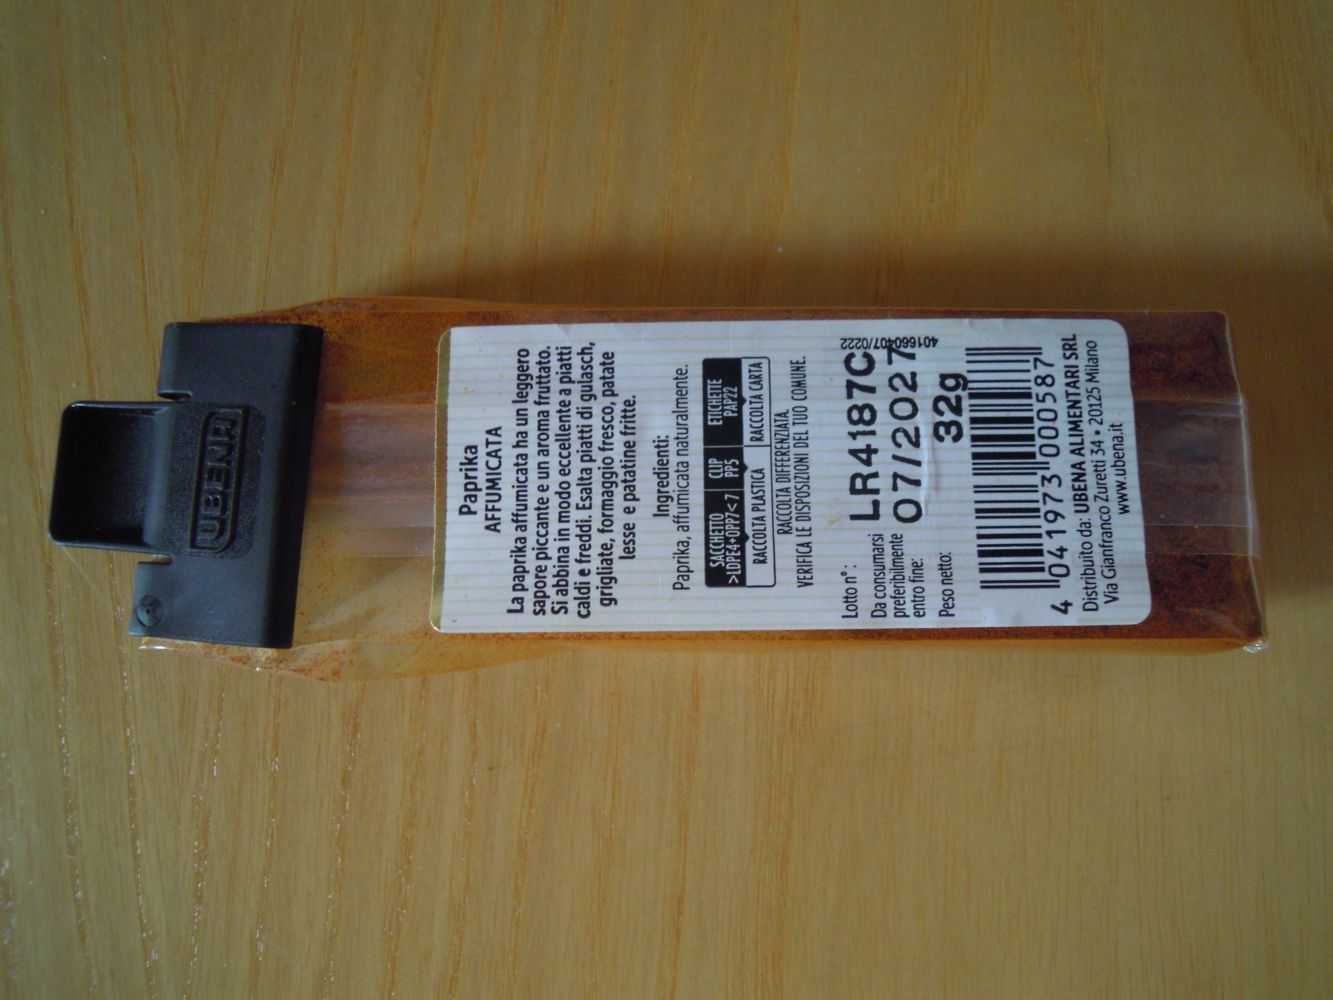 UBENA
Paprika
AFFUMICATA
La paprika affumicata ha un leggero
sapore piccante e un aroma fruttato.
Si abbina in modo eccellente a piatti
caldi e freddi. Esalta piatti di gulasch,
grigliate, formaggio fresco, patate
lesse e patatine fritte.
Ingredienti:
Paprika, affumicata naturalmente.
SACCHETTO CLIP ETICHETTE
>LDPE4+OPP7<7 PP5 PAP22
RACCOLTA PLASTICA RACCOLTA CARTA
RACCOLTA DIFFERENZIATA.
VERIFICA LE DISPOSIZIONI DEL TUO COMUNE.
401660407/0222
Lotto n°: LR4187C
Da consumarsi
preferibilmente
entro fine: 07/2027
Peso netto: 32g
4 041973 000587
Distribuito da: UBENA ALIMENTARI SRL
Via Gianfranco Zuretti 34 • 20125 Milano
www.ubena.it